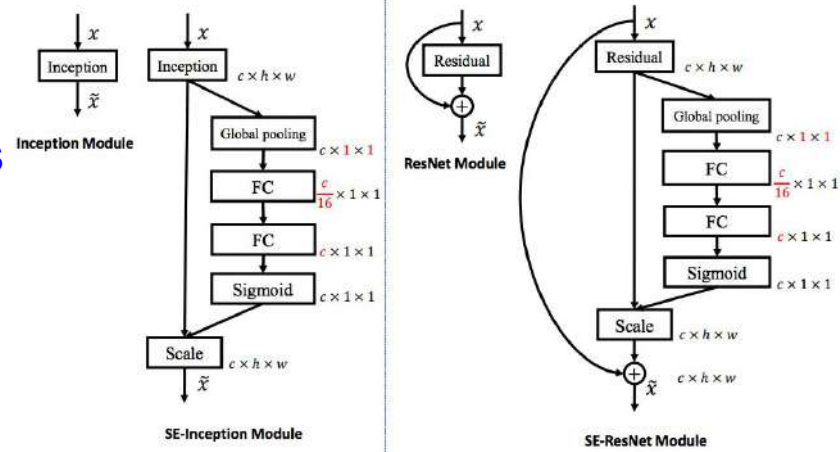 x
Inception
x̃
Inception Module
x
Inception
c × h × w
Global pooling
c × 1 × 1
FC
c/16 × 1 × 1
FC
c × 1 × 1
Sigmoid
c × 1 × 1
Scale
c × h × w
x̃
SE-Inception Module
x
Residual
+
x̃
ResNet Module
x
Residual
c × h × w
Global pooling
c × 1 × 1
FC
c/16 × 1 × 1
FC
c × 1 × 1
Sigmoid
c × 1 × 1
Scale
c × h × w
+
x̃
c × h × w
SE-ResNet Module